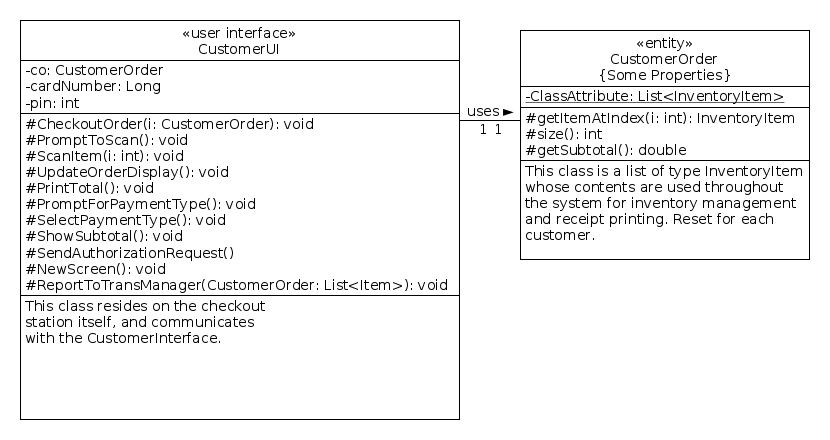 «user interface»
CustomerUI
-co: CustomerOrder
-cardNumber: Long
-pin: int
#CheckoutOrder(i: CustomerOrder): void
#PromptToScan(): void
#ScanItem(i: int): void
#UpdateOrderDisplay(): void
#PrintTotal(): void
#PromptForPaymentType(): void
#SelectPaymentType(): void
#ShowSubtotal(): void
#SendAuthorizationRequest()
#NewScreen(): void
#ReportToTransManager(CustomerOrder: List<Item>): void
This class resides on the checkout
station itself, and communicates
with the CustomerInterface.
uses ►
1 1
«entity»
CustomerOrder
{Some Properties}
-ClassAttribute: List<InventoryItem>
#getItemAtIndex(i: int): InventoryItem
#size(): int
#getSubtotal(): double
This class is a list of type InventoryItem
whose contents are used throughout
the system for inventory management
and receipt printing. Reset for each
customer.